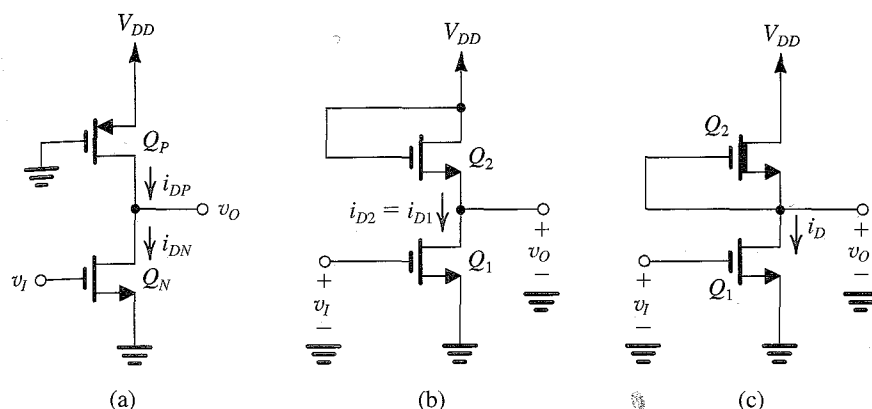 V_DD
Q_P
i_DP
v_O
i_DN
v_I
Q_N
(a)
V_DD
Q_2
i_D2 = i_D1
+
v_O
−
Q_1
+
v_I
−
(b)
V_DD
Q_2
i_D
+
v_O
−
Q_1
+
v_I
−
(c)